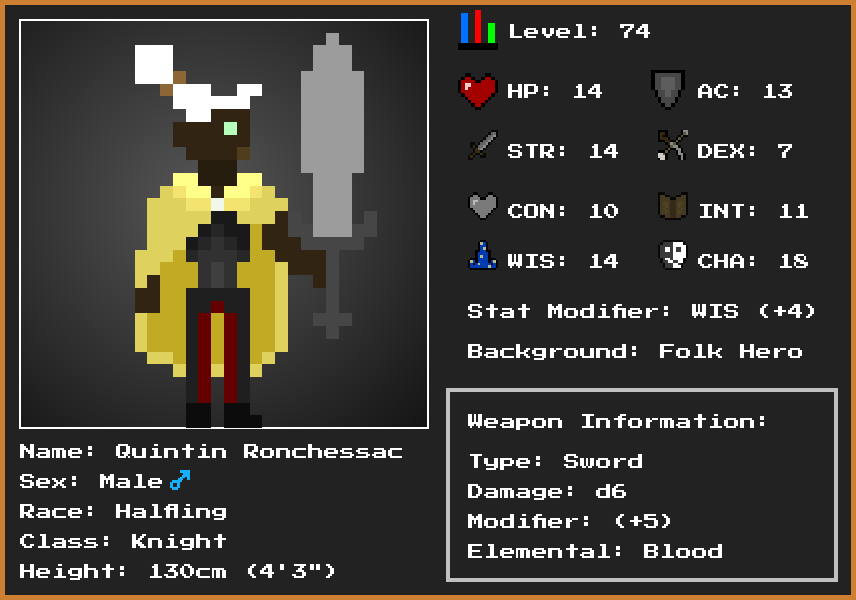 Level: 74
HP: 14 AC: 13
STR: 14 DEX: 7
CON: 10 INT: 11
WIS: 14 CHA: 18
Stat Modifier: WIS (+4)
Background: Folk Hero
Weapon Information:
Type: Sword
Damage: d6
Modifier: (+5)
Elemental: Blood
Name: Quintin Ronchessac
Sex: Male♂
Race: Halfling
Class: Knight
Height: 130cm (4'3")